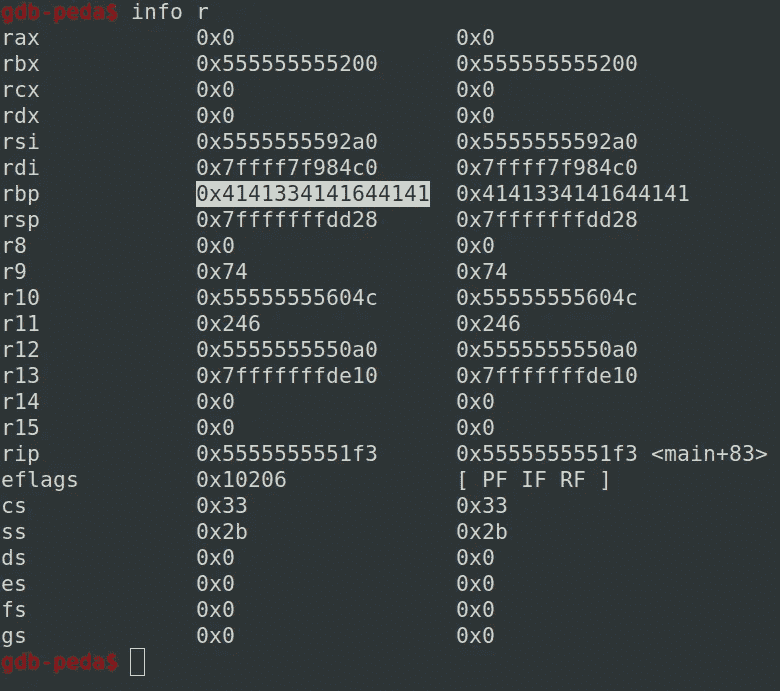 gdb-peda$ info r
rax 0x0 0x0
rbx 0x555555555200 0x555555555200
rcx 0x0 0x0
rdx 0x0 0x0
rsi 0x5555555592a0 0x5555555592a0
rdi 0x7ffff7f984c0 0x7ffff7f984c0
rbp 0x4141334141644141 0x4141334141644141
rsp 0x7fffffffdd28 0x7fffffffdd28
r8 0x0 0x0
r9 0x74 0x74
r10 0x55555555604c 0x55555555604c
r11 0x246 0x246
r12 0x5555555550a0 0x5555555550a0
r13 0x7fffffffde10 0x7fffffffde10
r14 0x0 0x0
r15 0x0 0x0
rip 0x5555555551f3 0x5555555551f3 <main+83>
eflags 0x10206 [ PF IF RF ]
cs 0x33 0x33
ss 0x2b 0x2b
ds 0x0 0x0
es 0x0 0x0
fs 0x0 0x0
gs 0x0 0x0
gdb-peda$